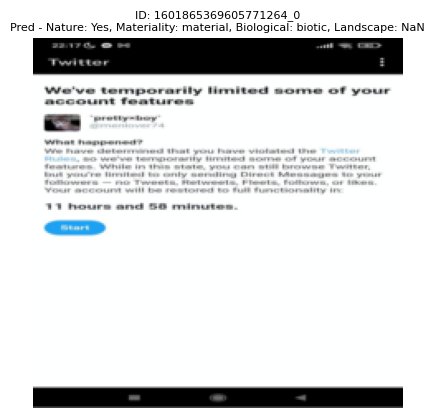 ID: 1601865369605771264_0
Pred - Nature: Yes, Materiality: material, Biological: biotic, Landscape: NaN
22:17
Twitter
We've temporarily limited some of your
account features
`pretty=boy`
@menlover74
What happened?
We have determined that you have violated the Twitter
Rules, so we've temporarily limited some of your account
features. While in this state, you can still browse Twitter,
but you're limited to only sending Direct Messages to your
followers — no Tweets, Retweets, Fleets, follows, or likes.
Your account will be restored to full functionality in:
11 hours and 58 minutes.
Start